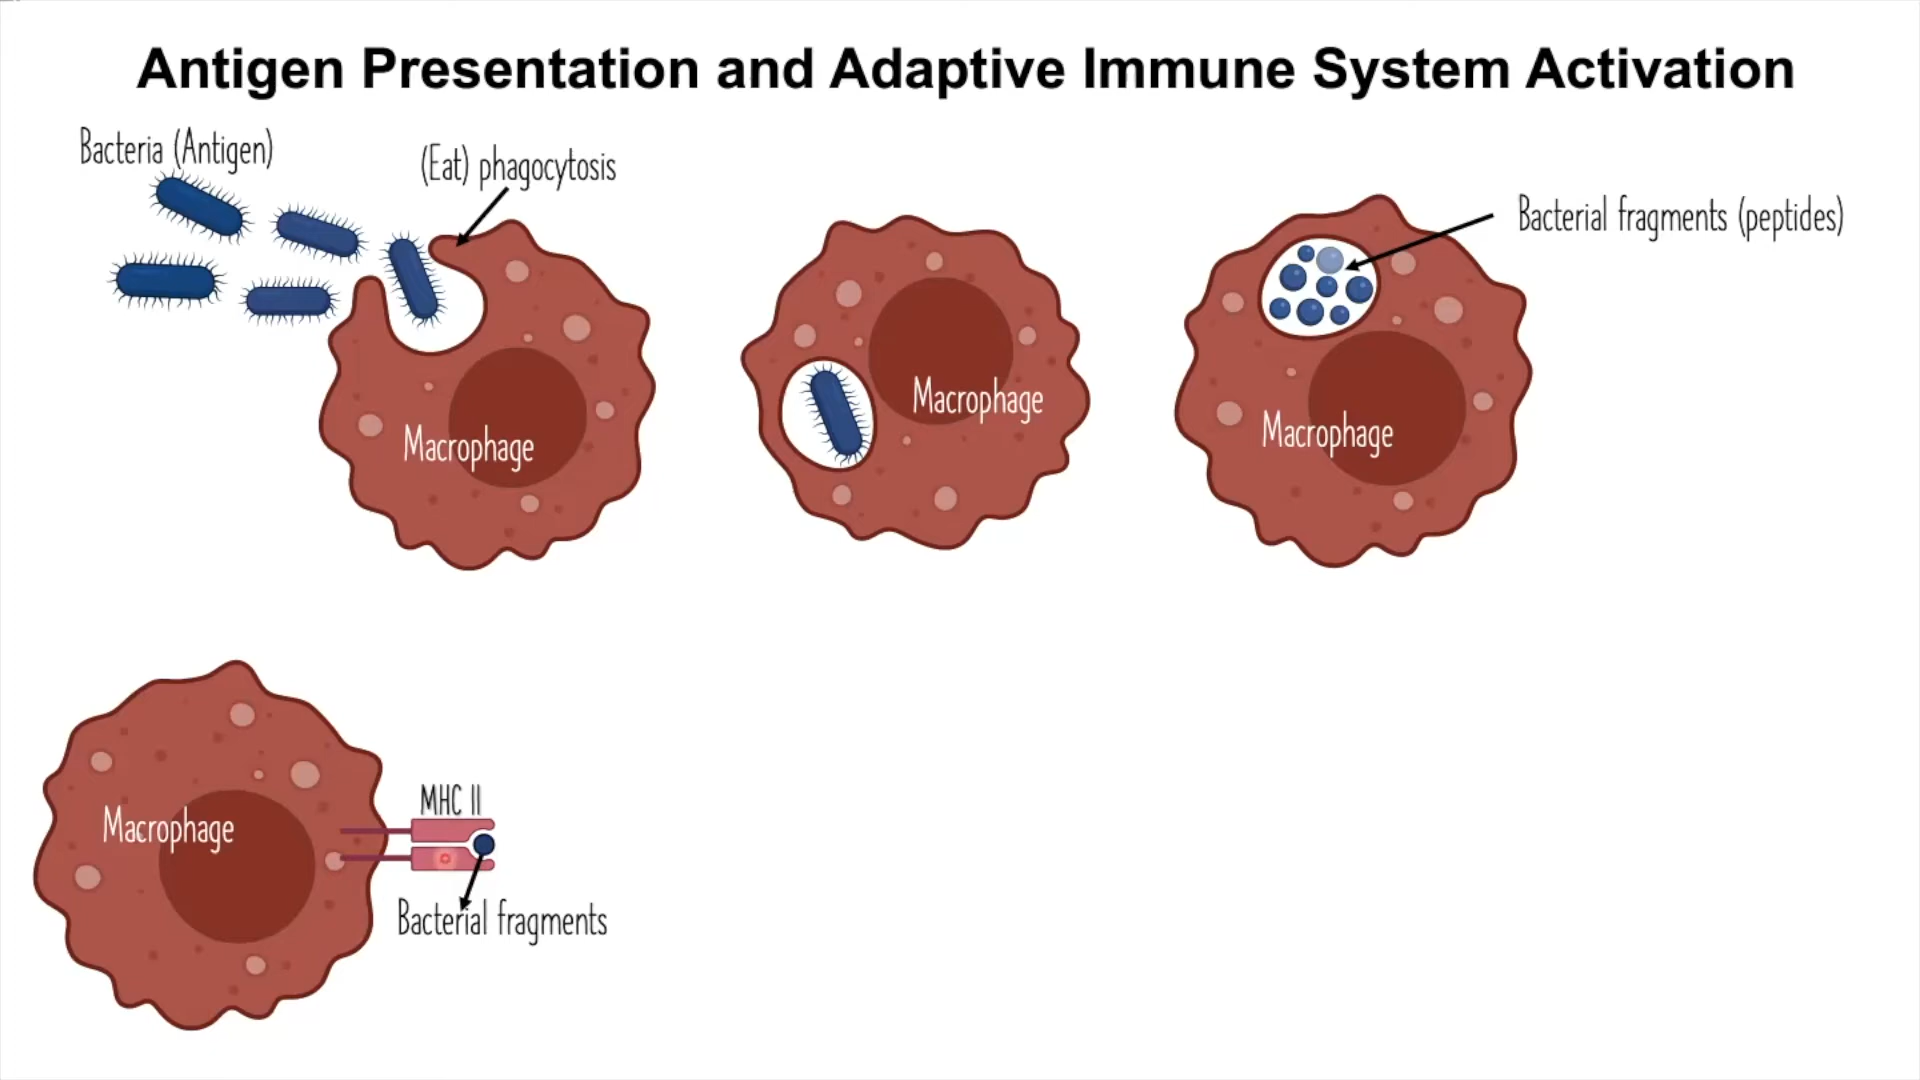 Antigen Presentation and Adaptive Immune System Activation
Bacteria (Antigen)
(Eat) phagocytosis
Bacterial fragments (peptides)
Macrophage
Macrophage
Macrophage
Macrophage
MHC II
Bacterial fragments